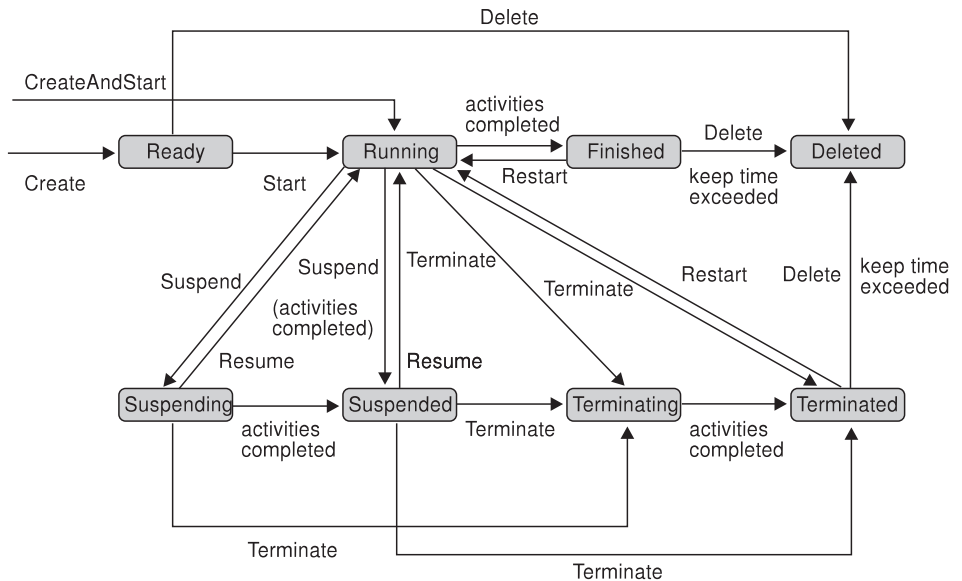 Delete
CreateAndStart
activities
completed
Delete
Ready
Running
Finished
Deleted
Create
Start
Restart
keep time
exceeded
Suspend
Suspend
Terminate
Restart
Delete
keep time
exceeded
Terminate
(activities
completed)
Resume
Resume
Suspending
Suspended
Terminating
Terminated
activities
completed
Terminate
activities
completed
Terminate
Terminate